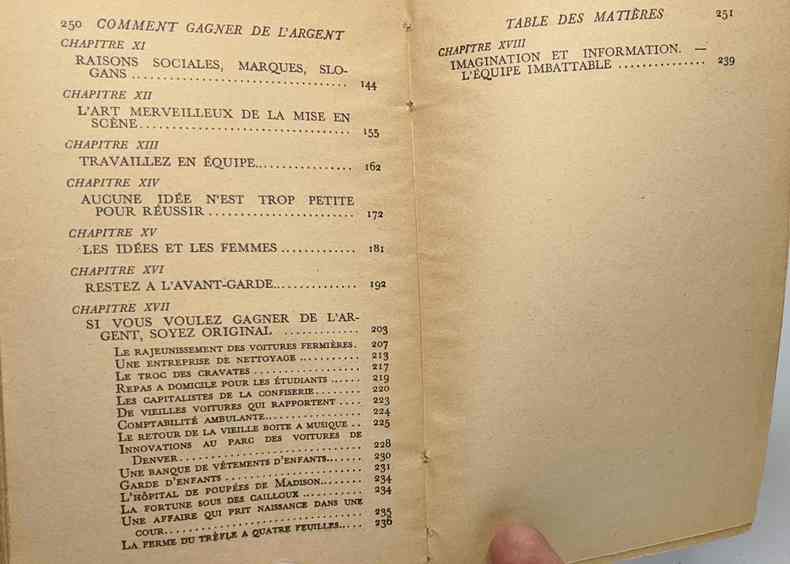 250 COMMENT GAGNER DE L'ARGENT
CHAPITRE XI
RAISONS SOCIALES, MARQUES, SLO-
GANS .................................. 144
CHAPITRE XII
L'ART MERVEILLEUX DE LA MISE EN
SCÈNE.................................. 155
CHAPITRE XIII
TRAVAILLEZ EN ÉQUIPE................ 162
CHAPITRE XIV
AUCUNE IDÉE N'EST TROP PETITE
POUR RÉUSSIR ........................ 172
CHAPITRE XV
LES IDÉES ET LES FEMMES ............ 181
CHAPITRE XVI
RESTEZ A L'AVANT-GARDE.............. 192
CHAPITRE XVII
SI VOUS VOULEZ GAGNER DE L'AR-
GENT, SOYEZ ORIGINAL ............ 203
LE RAJEUNISSEMENT DES VOITURES FERMIÈRES. 207
UNE ENTREPRISE DE NETTOYAGE ........... 213
LE TROC DES CRAVATES .................. 217
REPAS A DOMICILE POUR LES ÉTUDIANTS ...... 219
LES CAPITALISTES DE LA CONFISERIE........ 220
DE VIEILLES VOITURES QUI RAPPORTENT .... 223
COMPTABILITÉ AMBULANTE................ 224
LE RETOUR DE LA VIEILLE BOITE A MUSIQUE .. 225
INNOVATIONS AU PARC DES VOITURES DE
DENVER............................ 228
UNE BANQUE DE VÊTEMENTS D'ENFANTS...... 230
GARDE D'ENFANTS ...................... 231
L'HÔPITAL DE POUPÉES DE MADISON........ 234
LA FORTUNE SOUS DES CAILLOUX .......... 234
UNE AFFAIRE QUI PRIT NAISSANCE DANS UNE
COUR.............................. 235
LA FERME DU TRÈFLE A QUATRE FEUILLES..... 236
TABLE DES MATIÈRES 251
CHAPITRE XVIII
IMAGINATION ET INFORMATION. —
L'ÉQUIPE IMBATTABLE ............... 239